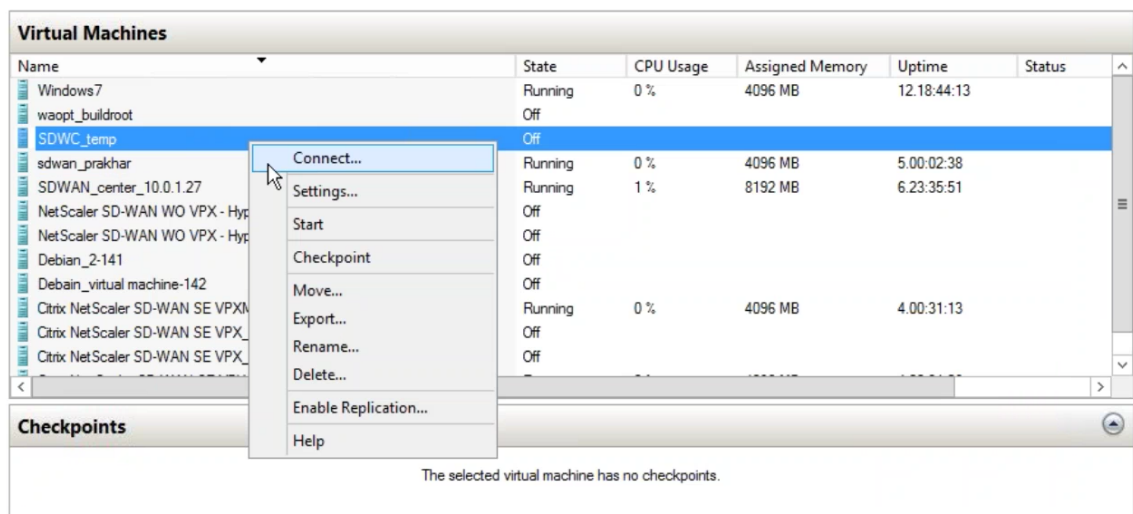 Virtual Machines
Name State CPU Usage Assigned Memory Uptime Status
Windows7 Running 0 % 4096 MB 12.18:44:13
waopt_buildroot Off
SDWC_temp Off
sdwan_prakhar Running 0 % 4096 MB 5.00:02:38
SDWAN_center_10.0.1.27 Running 1 % 8192 MB 6.23:35:51
NetScaler SD-WAN WO VPX - Hyp Off
NetScaler SD-WAN WO VPX - Hyp Off
Debian_2-141 Off
Debain_virtual machine-142 Off
Citrix NetScaler SD-WAN SE VPXM Running 0 % 4096 MB 4.00:31:13
Citrix NetScaler SD-WAN SE VPX_ Off
Citrix NetScaler SD-WAN SE VPX_ Off
Connect...
Settings...
Start
Checkpoint
Move...
Export...
Rename...
Delete...
Enable Replication...
Help
Checkpoints
The selected virtual machine has no checkpoints.